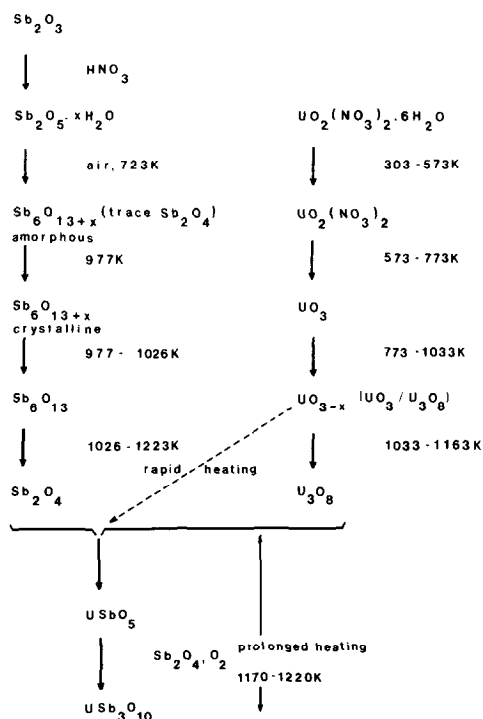 Sb₂O₃
HNO₃
Sb₂O₅.xH₂O
air, 723K
Sb₆O₁₃₊ₓ(trace Sb₂O₄)
amorphous
977K
Sb₆O₁₃₊ₓ
crystalline
977 - 1026K
Sb₆O₁₃
1026-1223K
Sb₂O₄
UO₂(NO₃)₂.6H₂O
303-573K
UO₂(NO₃)₂
573-773K
UO₃
773-1033K
UO₃₋ₓ (UO₃/U₃O₈)
1033-1163K
rapid heating
U₃O₈
USbO₅
Sb₂O₄, O₂
USb₃O₁₀
prolonged heating
1170-1220K